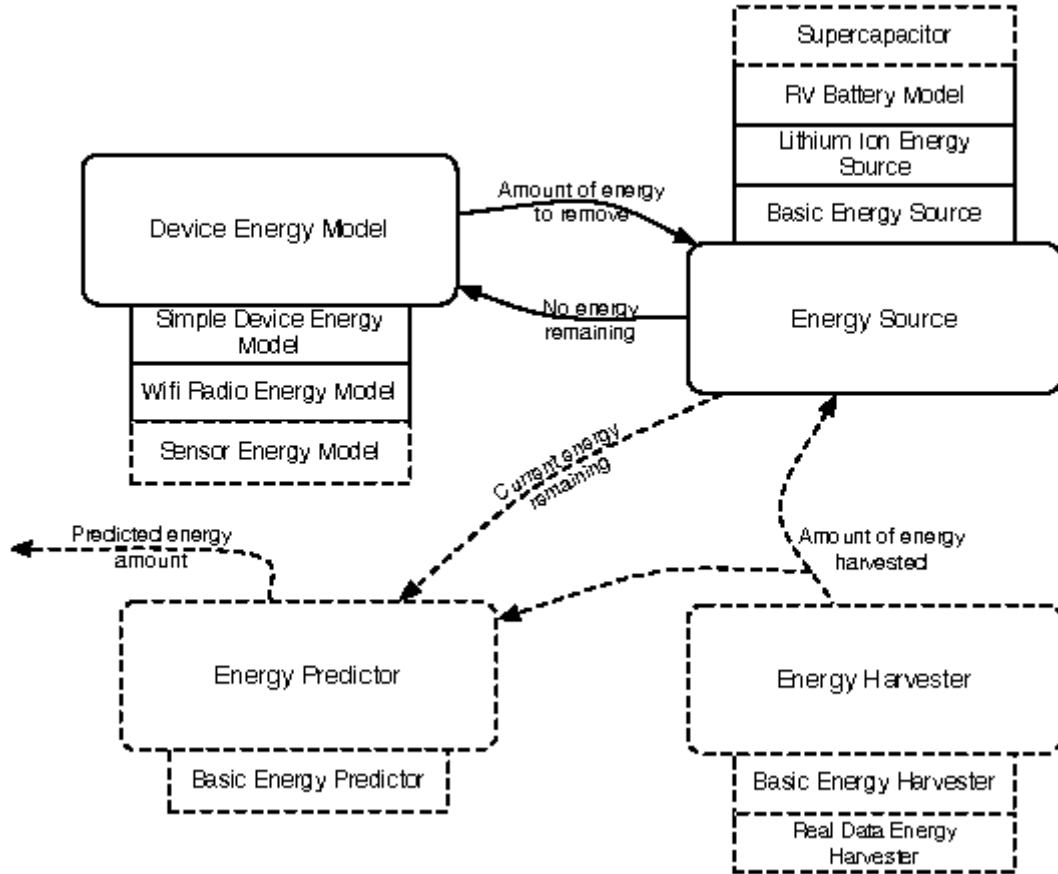 Supercapacitor
RV Battery Model
Lithium Ion Energy
Source
Basic Energy Source
Energy Source
Device Energy Model
Simple Device Energy
Model
Wifi Radio Energy Model
Sensor Energy Model
Amount of energy
to remove
No energy
remaining
Current energy
remaining
Predicted energy
amount
Amount of energy
harvested
Energy Predictor
Basic Energy Predictor
Energy Harvester
Basic Energy Harvester
Real Data Energy
Harvester